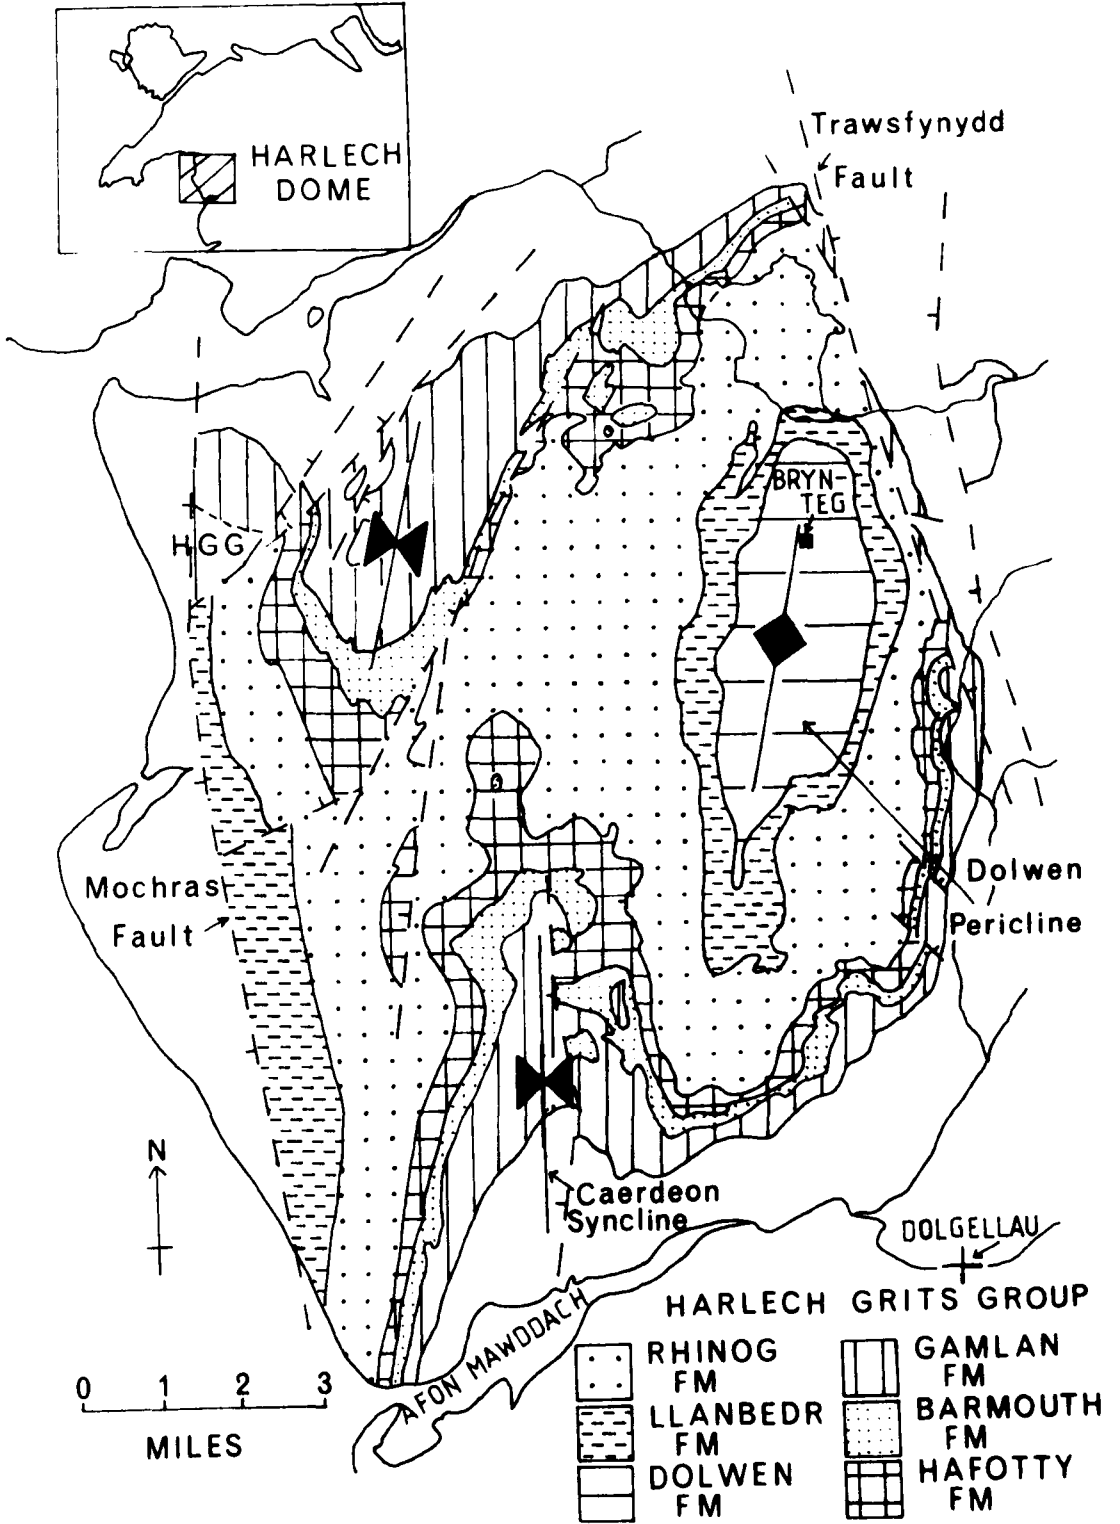 HARLECH
DOME
Trawsfynydd
Fault
BRYN-
TEG
HGG
Mochras
Fault
Dolwen
Pericline
N
Caerdeon
Syncline
DOLGELLAU
AFON MAWDDACH
0 1 2 3
MILES
HARLECH GRITS GROUP
RHINOG
FM
LLANBEDR
FM
DOLWEN
FM
GAMLAN
FM
BARMOUTH
FM
HAFOTTY
FM